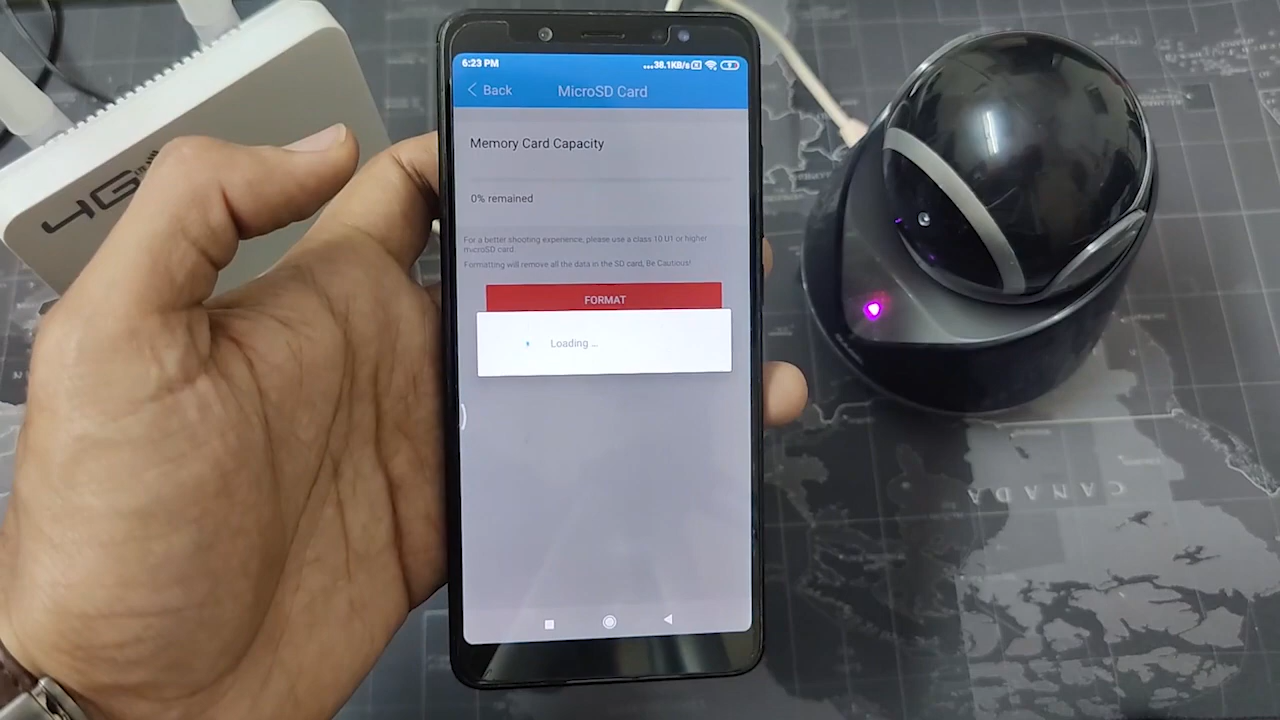 4G LTE
6:23 PM
...38.1KB/s
Back
MicroSD Card
Memory Card Capacity
0% remained
For a better shooting experience, please use a class 10 U1 or higher
microSD card.
Formatting will remove all the data in the SD card, Be Cautious!
FORMAT
Loading ...
CANADA